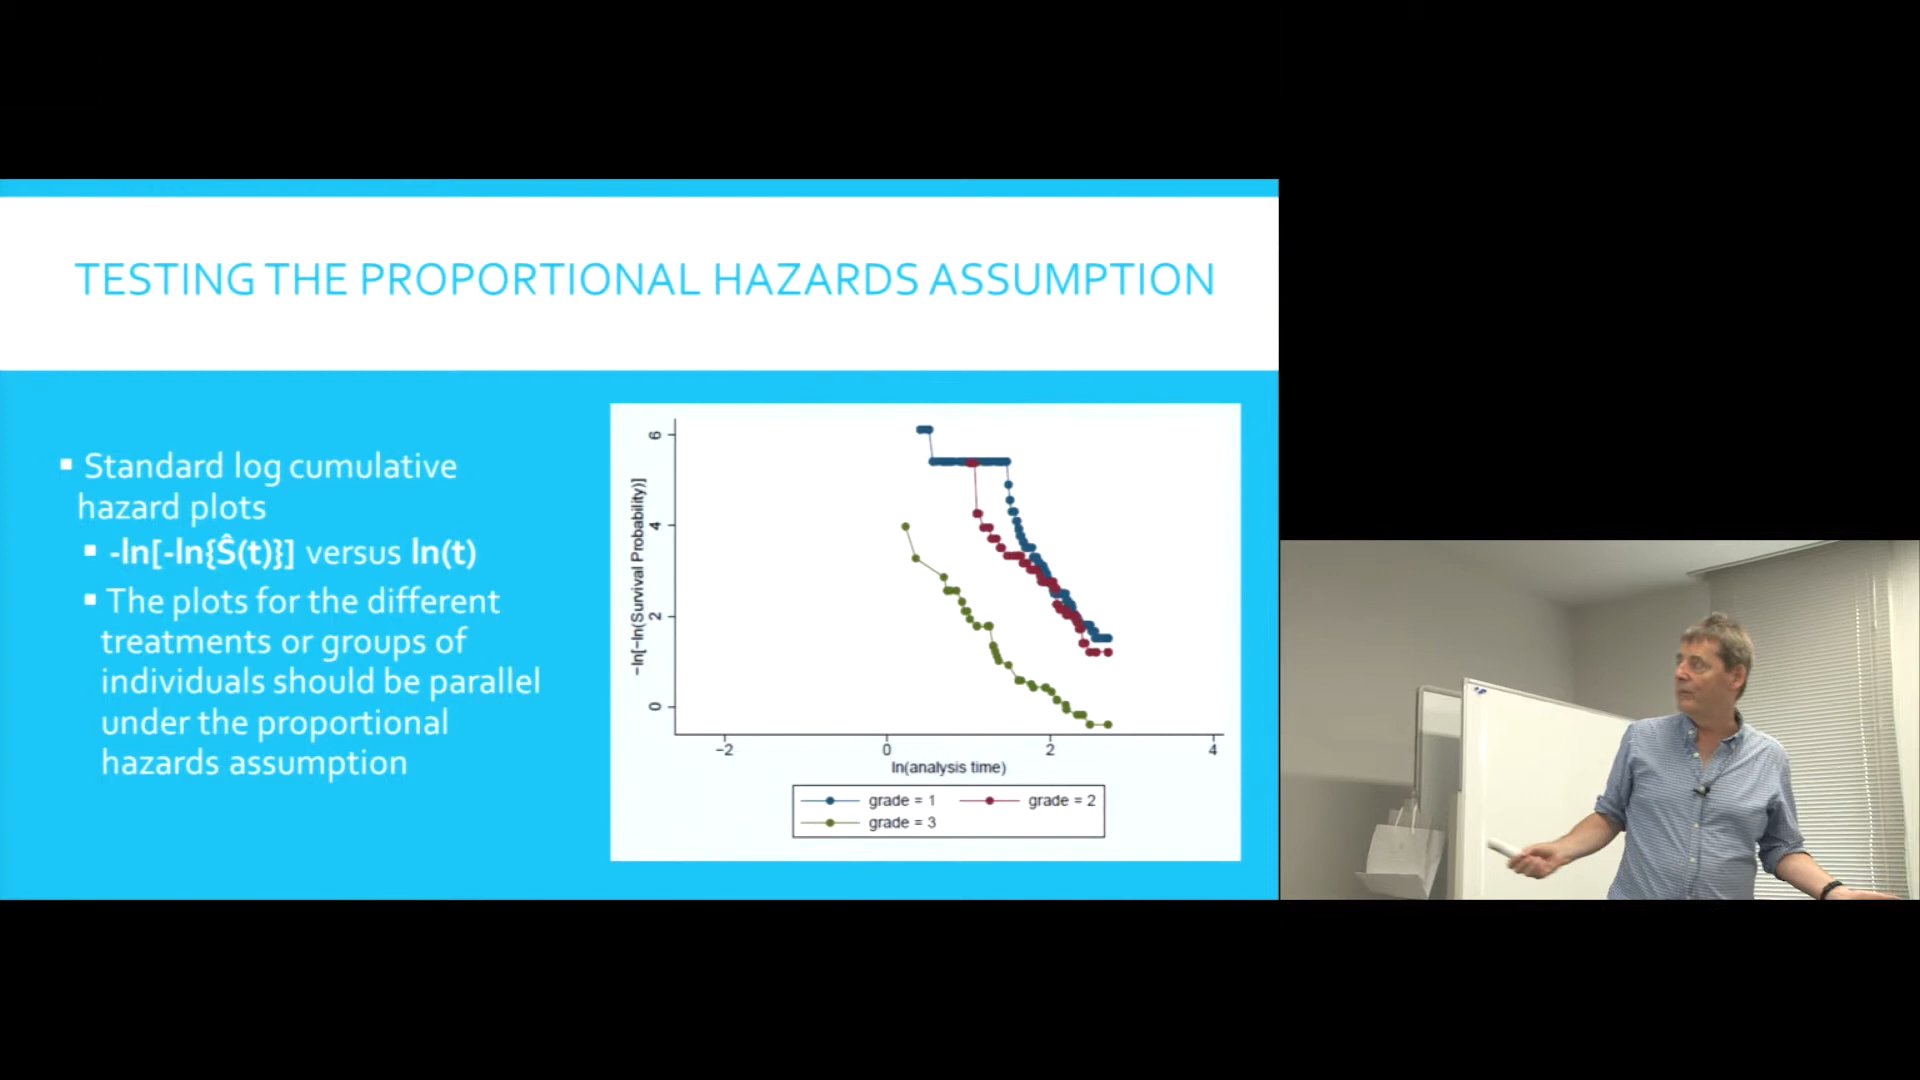 TESTING THE PROPORTIONAL HAZARDS ASSUMPTION
Standard log cumulative
hazard plots
-ln[-ln{Ŝ(t)}] versus ln(t)
The plots for the different
treatments or groups of
individuals should be parallel
under the proportional
hazards assumption
−ln[−ln(Survival Probability)]
6
4
2
0
−2 0 2 4
ln(analysis time)
grade = 1 grade = 2
grade = 3